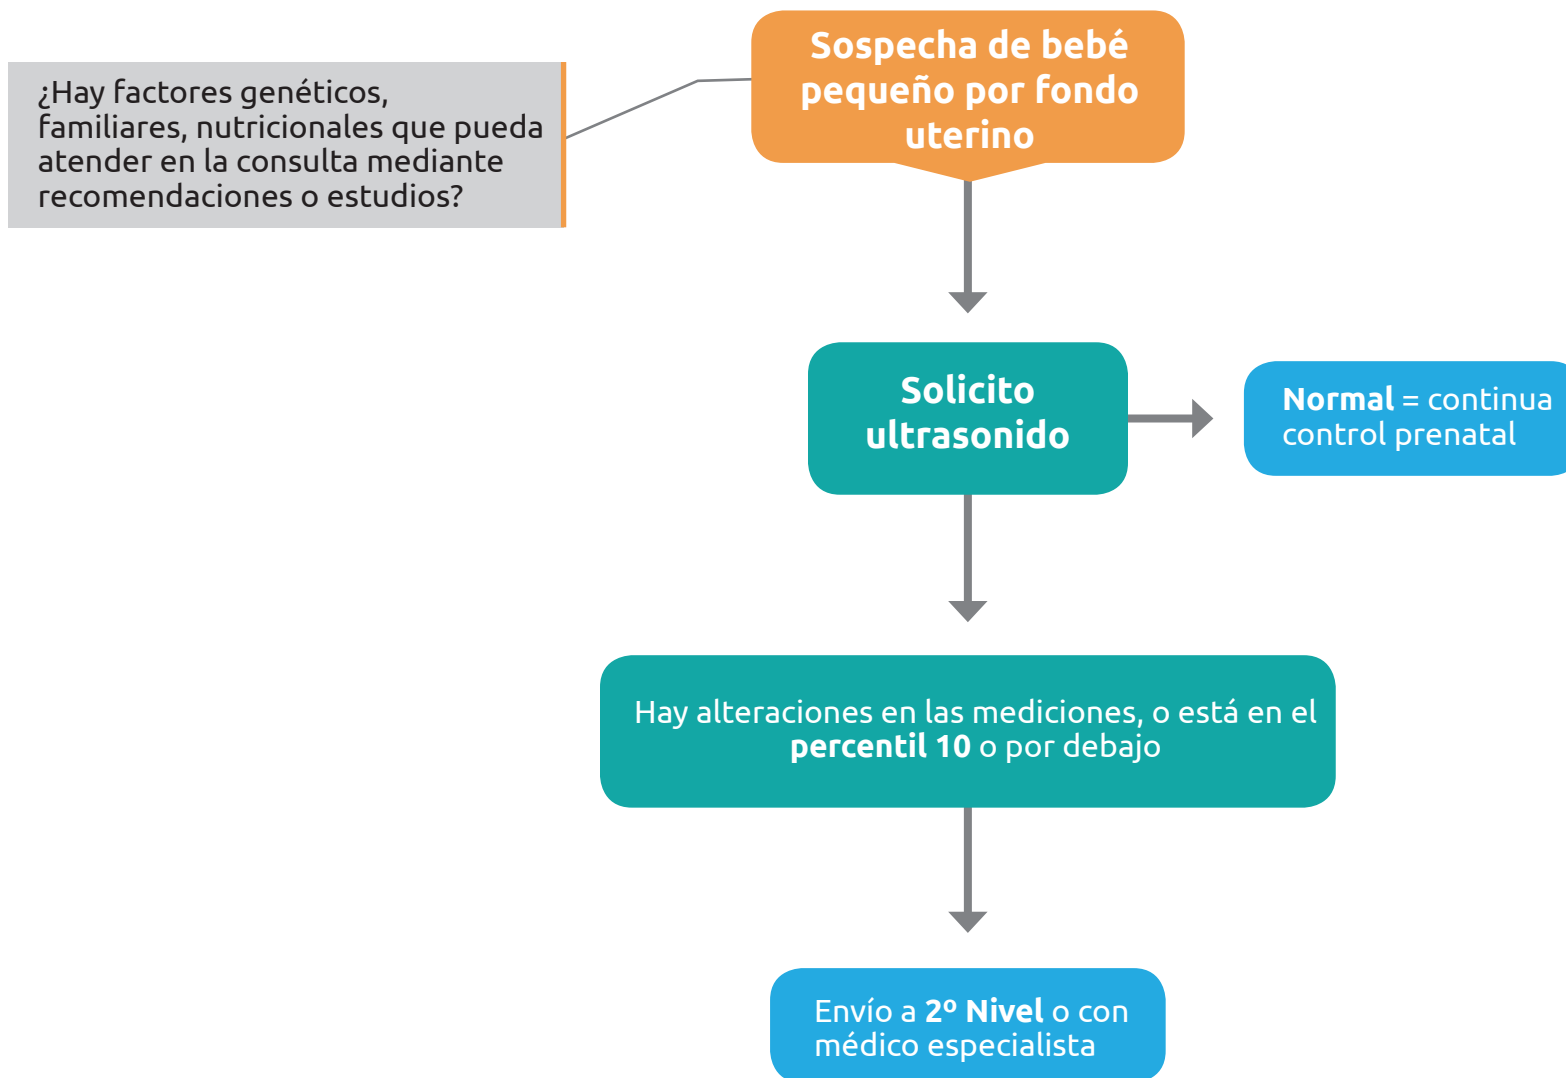 Sospecha de bebé
pequeño por fondo
uterino
¿Hay factores genéticos,
familiares, nutricionales que pueda
atender en la consulta mediante
recomendaciones o estudios?
Solicito
ultrasonido
Normal = continua
control prenatal
Hay alteraciones en las mediciones, o está en el
percentil 10 o por debajo
Envío a 2º Nivel o con
médico especialista